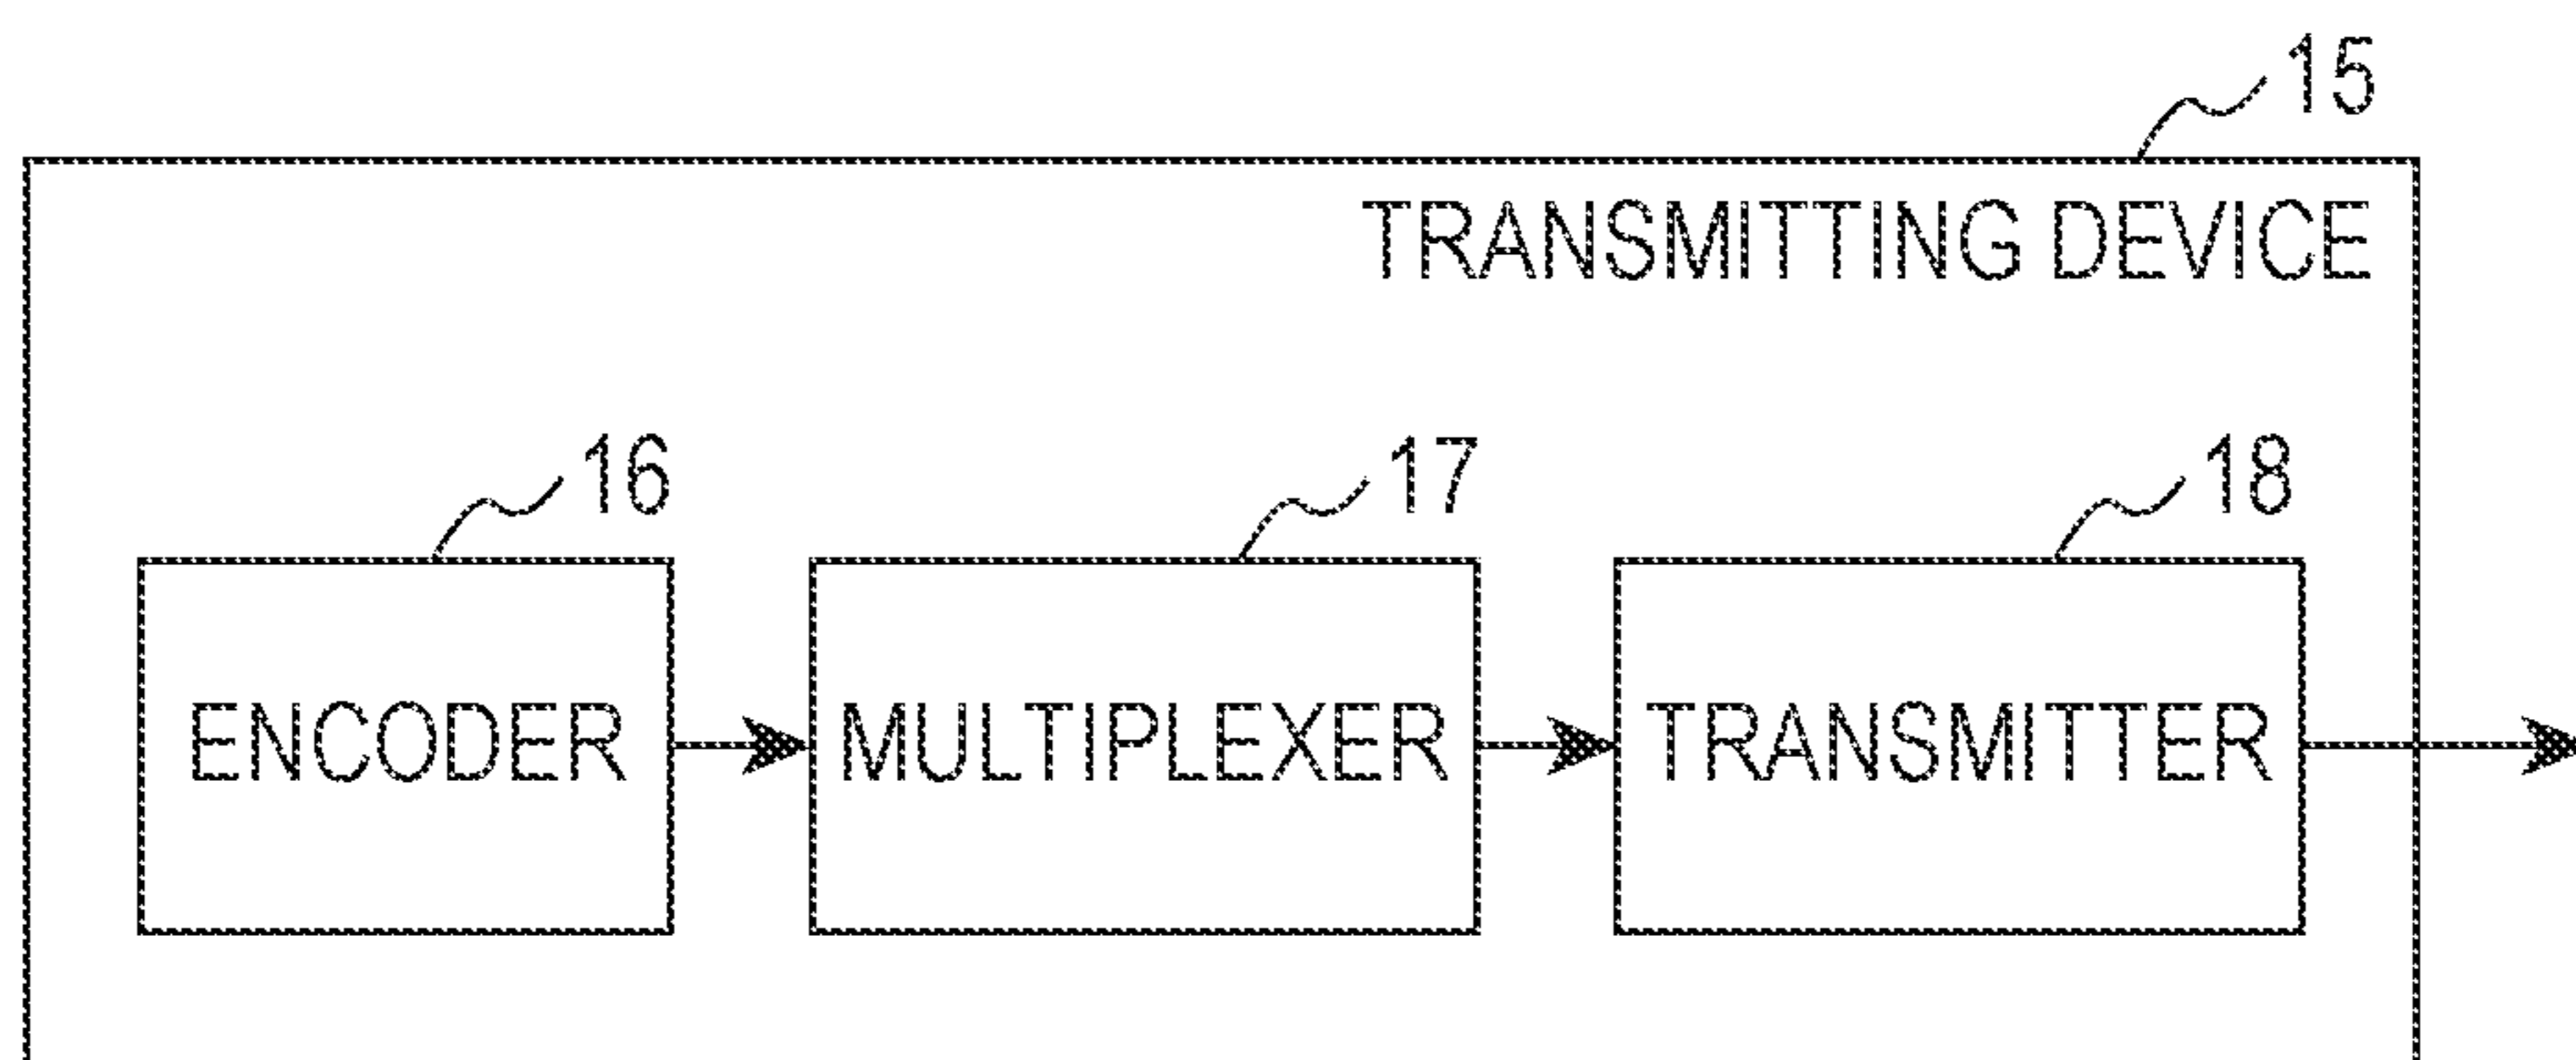 15
TRANSMITTING DEVICE
16
17
18
ENCODER
MULTIPLEXER
TRANSMITTER